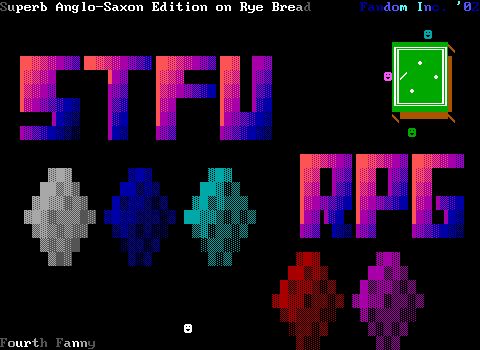 Superb Anglo-Saxon Edition on Rye Bread
Fandom Inc. '02
STFU
RPG
Fourth Fanny